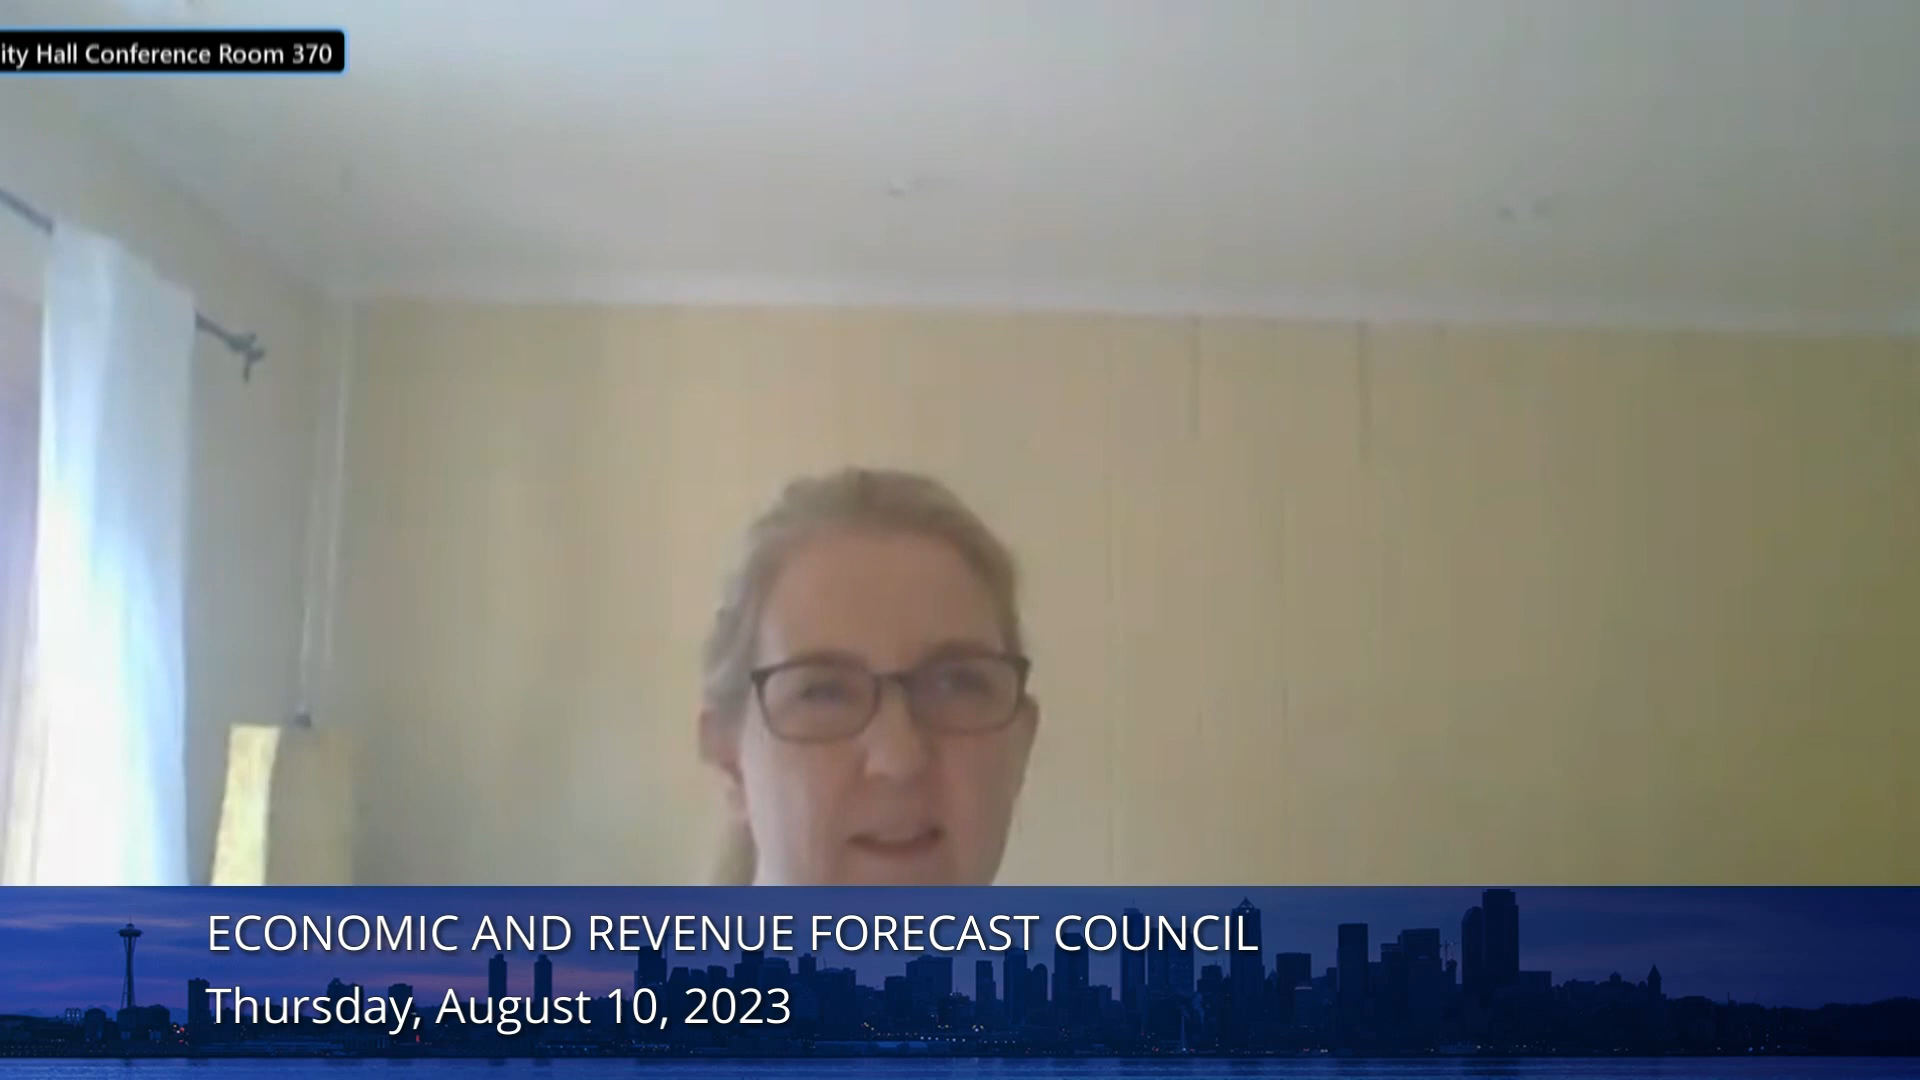 ity Hall Conference Room 370
ECONOMIC AND REVENUE FORECAST COUNCIL
Thursday, August 10, 2023